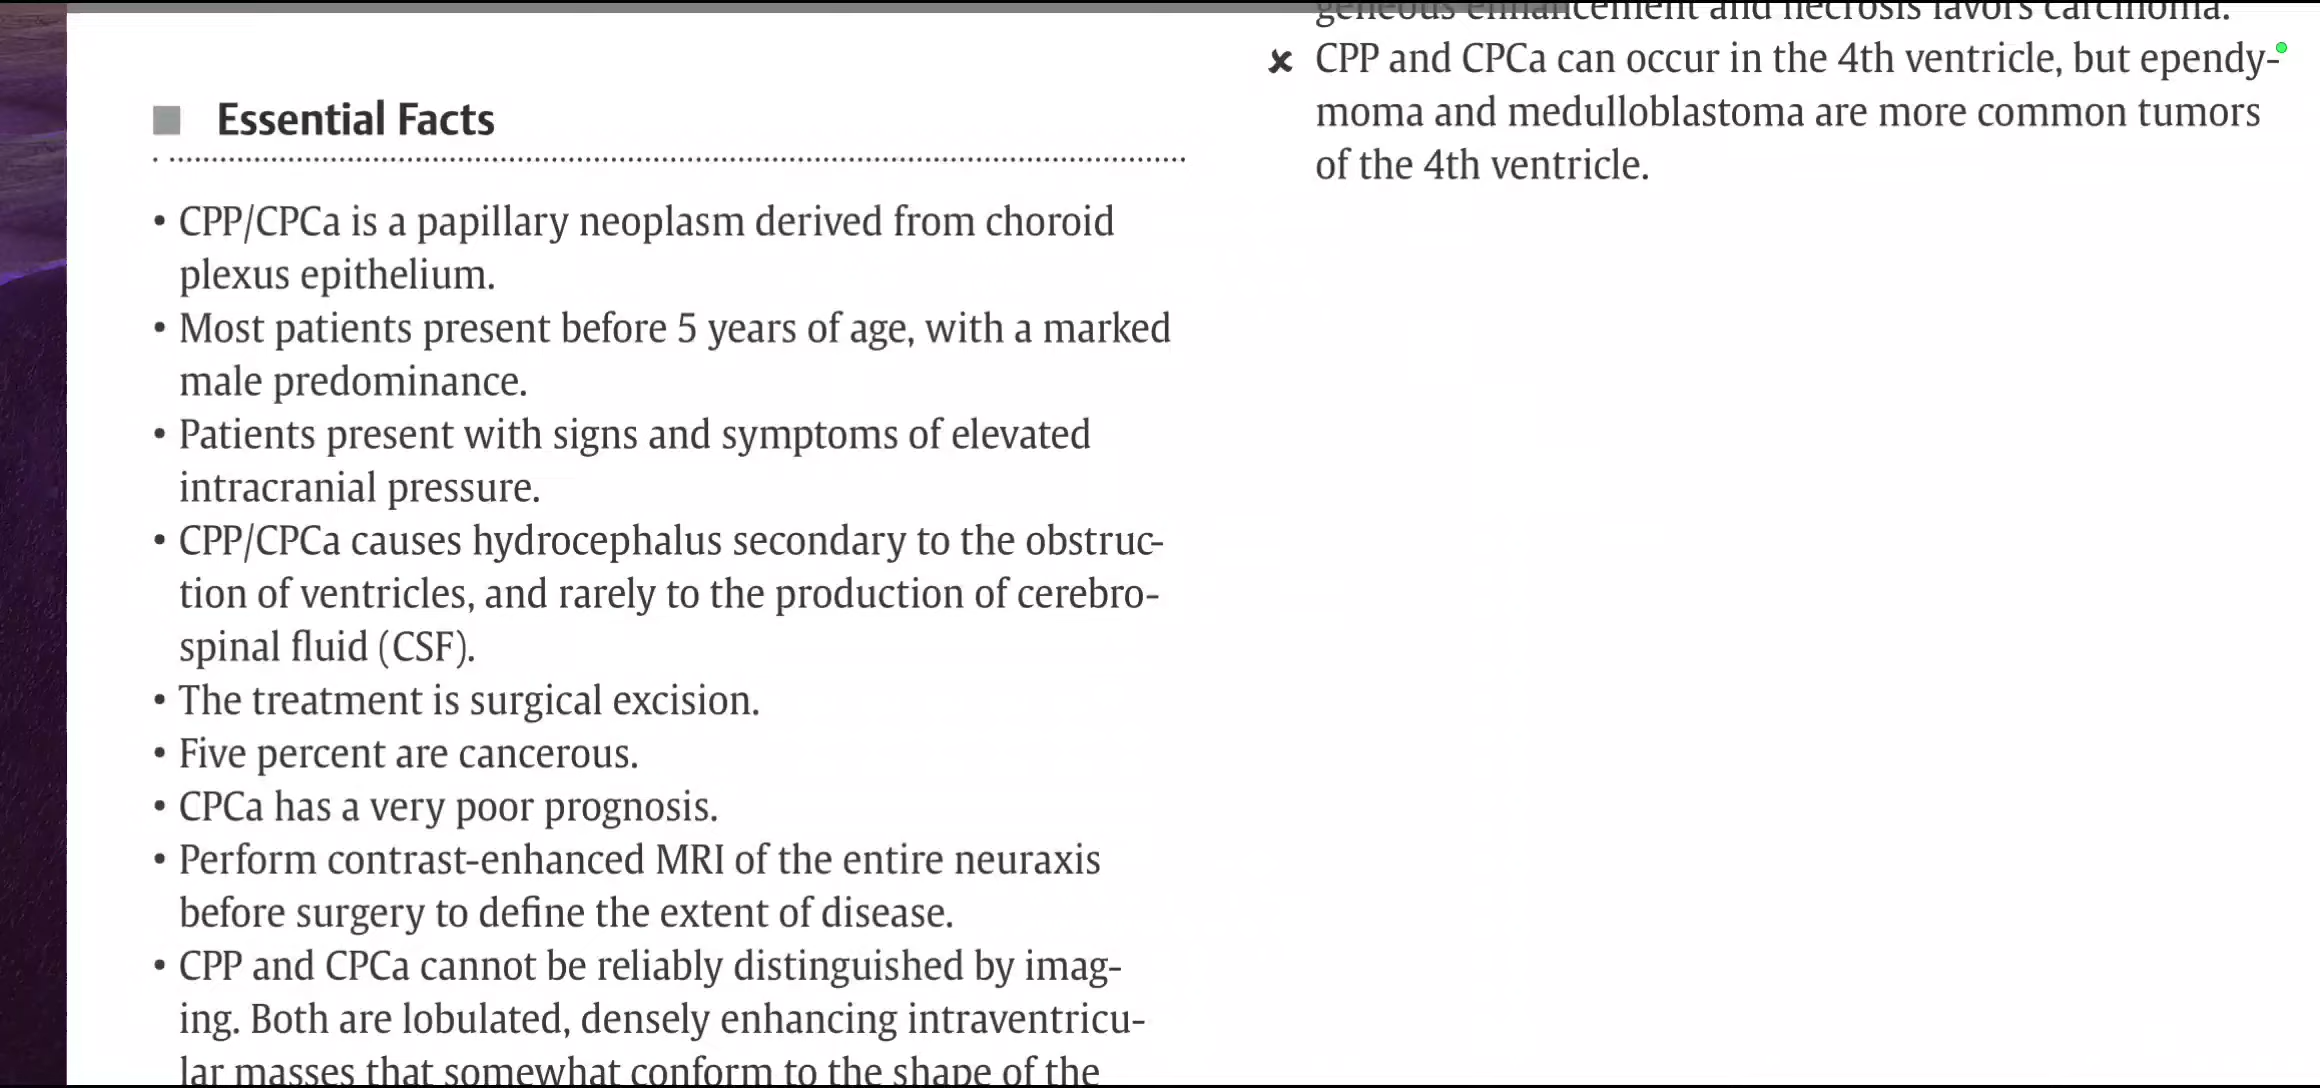 Essential Facts
• CPP/CPCa is a papillary neoplasm derived from choroid
plexus epithelium.
• Most patients present before 5 years of age, with a marked
male predominance.
• Patients present with signs and symptoms of elevated
intracranial pressure.
• CPP/CPCa causes hydrocephalus secondary to the obstruc-
tion of ventricles, and rarely to the production of cerebro-
spinal fluid (CSF).
• The treatment is surgical excision.
• Five percent are cancerous.
• CPCa has a very poor prognosis.
• Perform contrast-enhanced MRI of the entire neuraxis
before surgery to define the extent of disease.
• CPP and CPCa cannot be reliably distinguished by imag-
ing. Both are lobulated, densely enhancing intraventricu-
lar masses that somewhat conform to the shape of the
geneous enhancement and necrosis favors carcinoma.
✘ CPP and CPCa can occur in the 4th ventricle, but ependy-
moma and medulloblastoma are more common tumors
of the 4th ventricle.